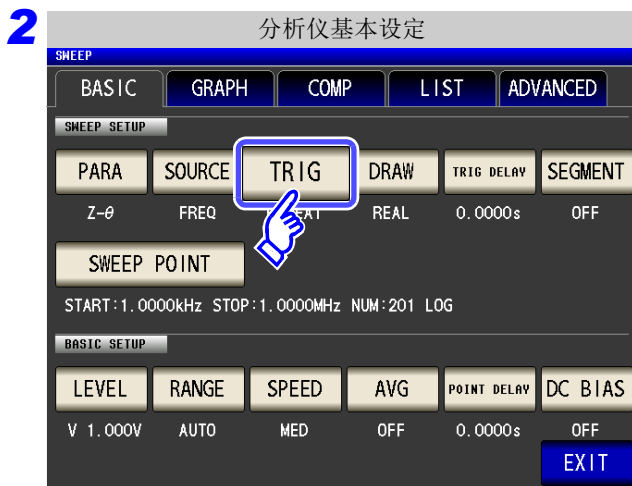 2
分析仪基本设定
SWEEP
BASIC GRAPH COMP LIST ADVANCED
SWEEP SETUP
PARA SOURCE TRIG DRAW TRIG DELAY SEGMENT
Z-θ FREQ REAL 0.0000s OFF
SWEEP POINT
START:1.0000kHz STOP:1.0000MHz NUM:201 LOG
BASIC SETUP
LEVEL RANGE SPEED AVG POINT DELAY DC BIAS
V 1.000V AUTO MED OFF 0.0000s OFF
EXIT